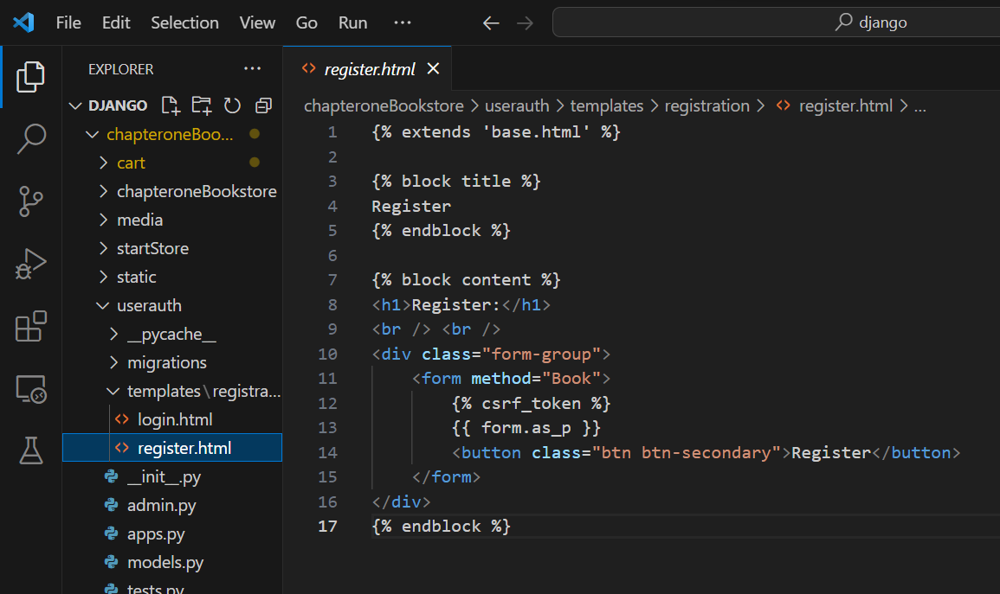 File Edit Selection View Go Run ... django
EXPLORER ...
DJANGO
chapteroneBoo...
cart
chapteroneBookstore
media
startStore
static
userauth
__pycache__
migrations
templates\registra...
login.html
register.html
__init__.py
admin.py
apps.py
models.py
tests.py
register.html
chapteroneBookstore > userauth > templates > registration > register.html > ...
1 {% extends 'base.html' %}
2
3 {% block title %}
4 Register
5 {% endblock %}
6
7 {% block content %}
8 <h1>Register:</h1>
9 <br /> <br />
10 <div class="form-group">
11     <form method="Book">
12         {% csrf_token %}
13         {{ form.as_p }}
14         <button class="btn btn-secondary">Register</button>
15     </form>
16 </div>
17 {% endblock %}